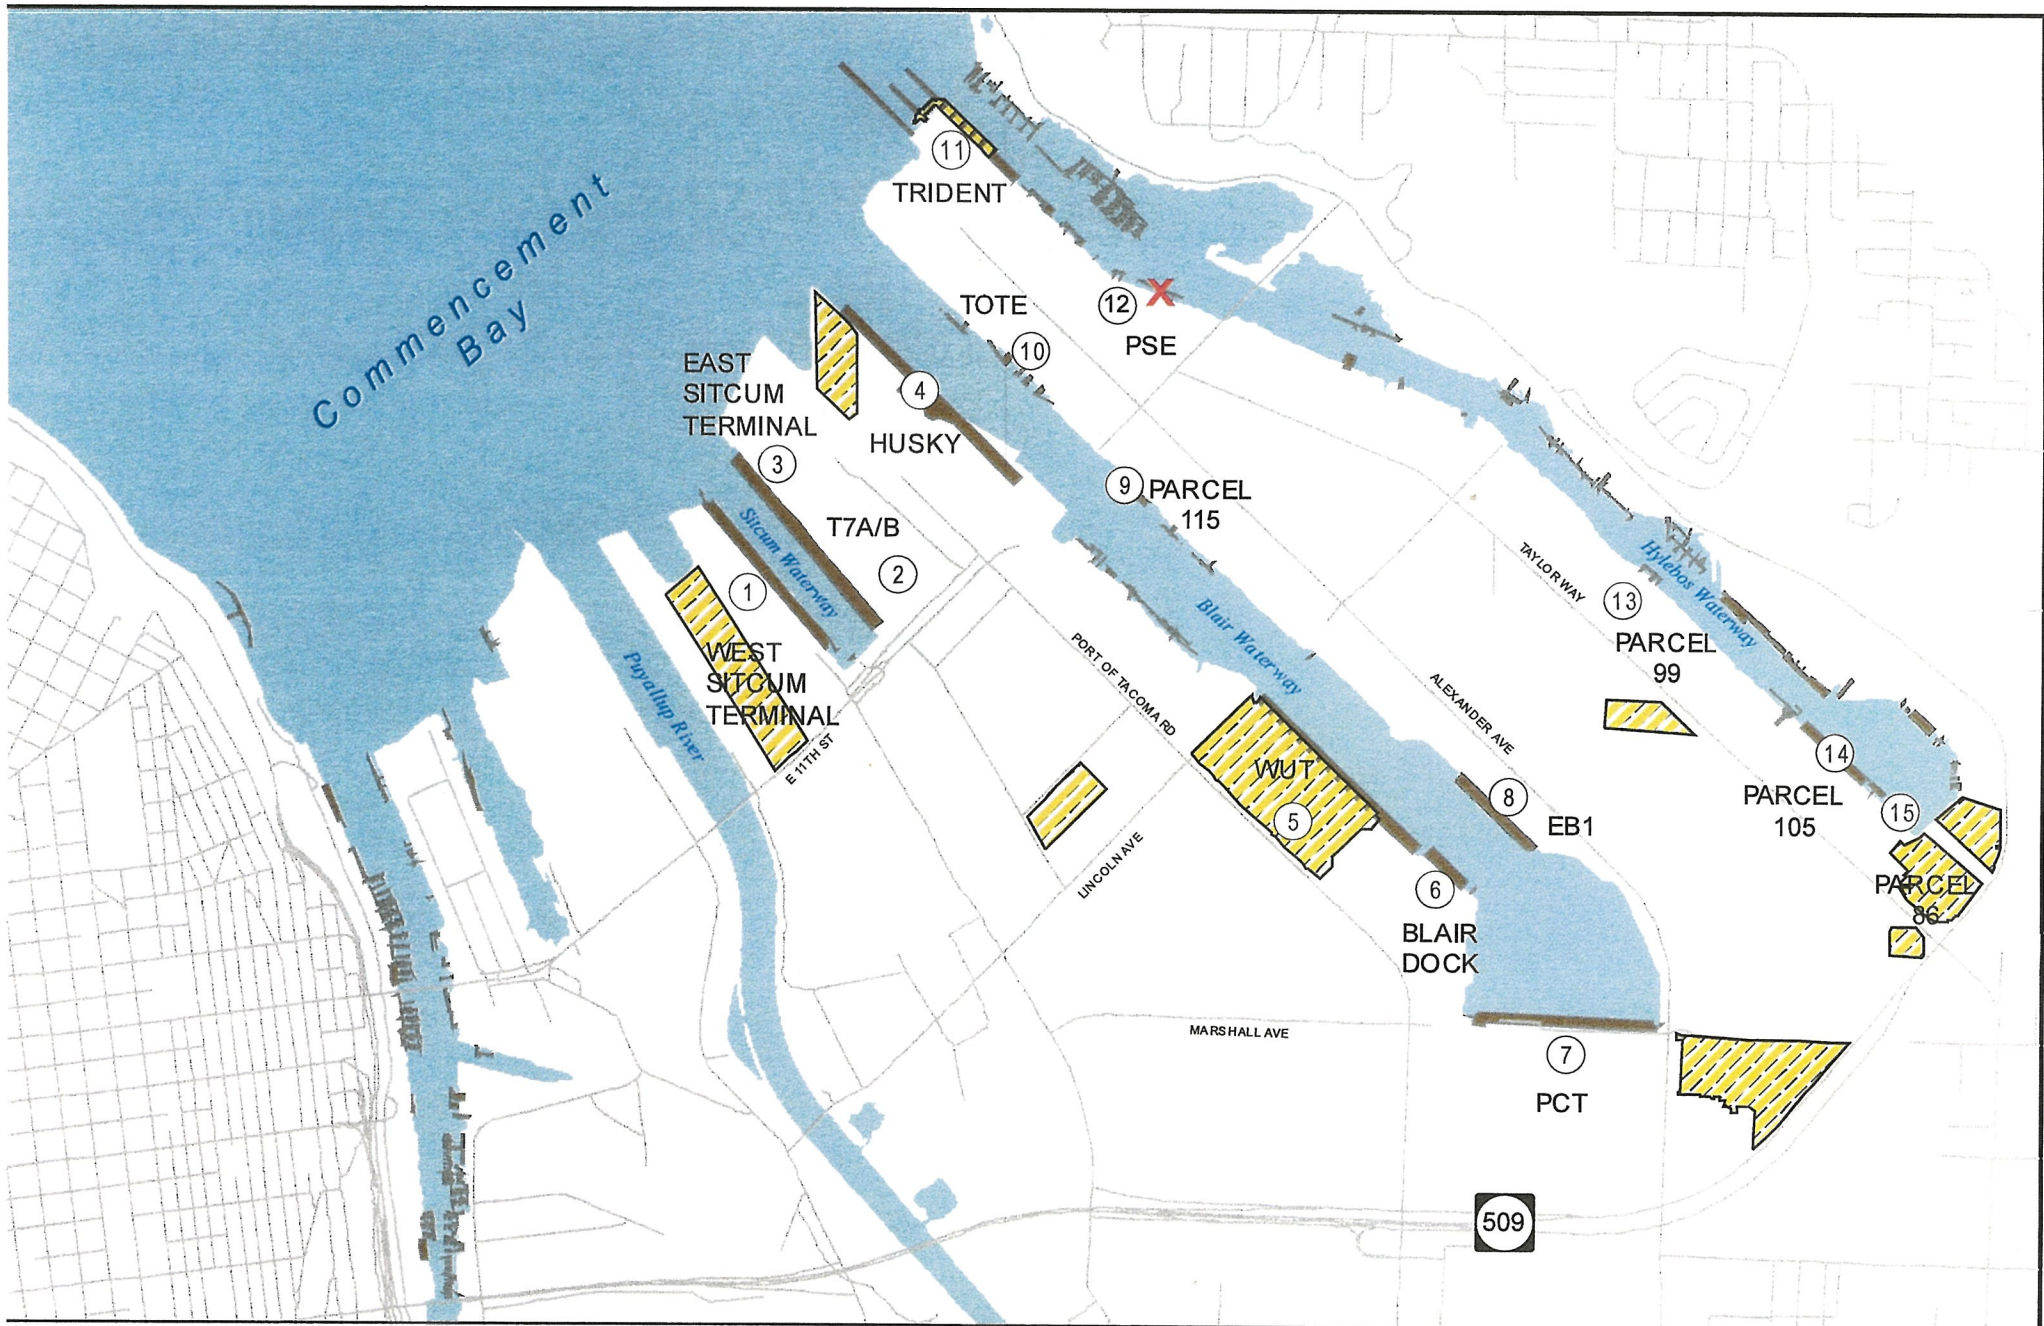 11
TRIDENT
Commencement
Bay
TOTE
12
X
PSE
10
EAST
SITCUM
TERMINAL
4
HUSKY
3
9
PARCEL
115
T7A/B
Sitcum Waterway
2
1
TAYLOR WAY
Hylebos Waterway
13
PARCEL
99
Blair Waterway
PORT OF TACOMA RD
WEST
SITCUM
TERMINAL
Puyallup River
ALEXANDER AVE
E 11TH ST
WUT
5
8
EB1
14
PARCEL
105
15
LINCOLN AVE
6
BLAIR
DOCK
PARCEL
86
MARSHALL AVE
7
PCT
509